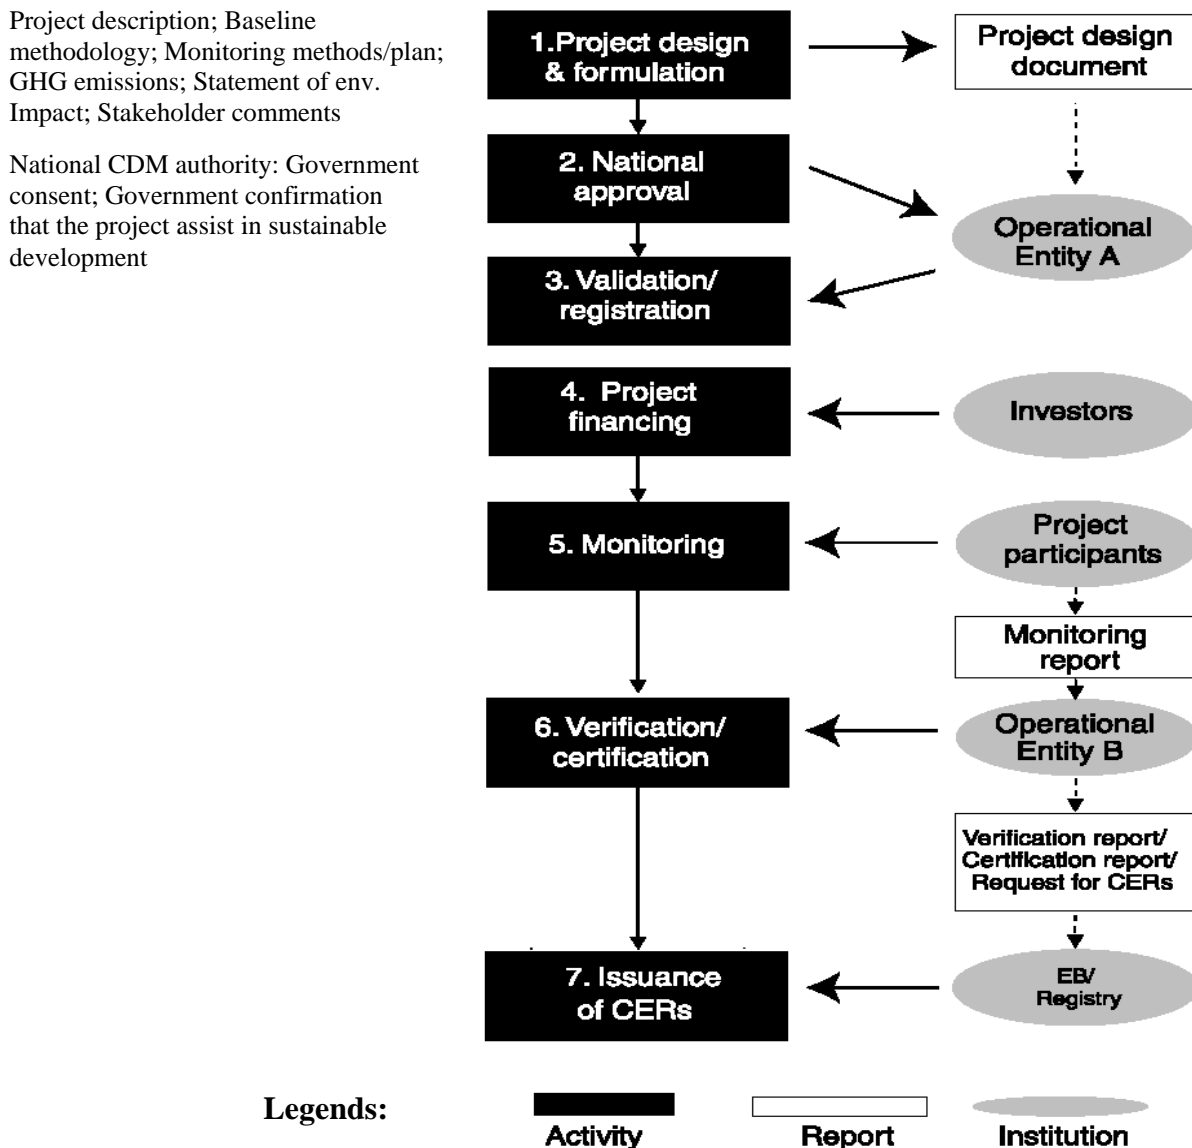 Project description; Baseline
methodology; Monitoring methods/plan;
GHG emissions; Statement of env.
Impact; Stakeholder comments
National CDM authority: Government
consent; Government confirmation
that the project assist in sustainable
development
1.Project design
& formulation
Project design
document
2. National
approval
Operational
Entity A
3. Validation/
registration
4. Project
financing
Investors
5. Monitoring
Project
participants
Monitoring
report
6. Verification/
certification
Operational
Entity B
Verification report/
Certification report/
Request for CERs
7. Issuance
of CERs
EB/
Registry
Legends:
Activity
Report
Institution